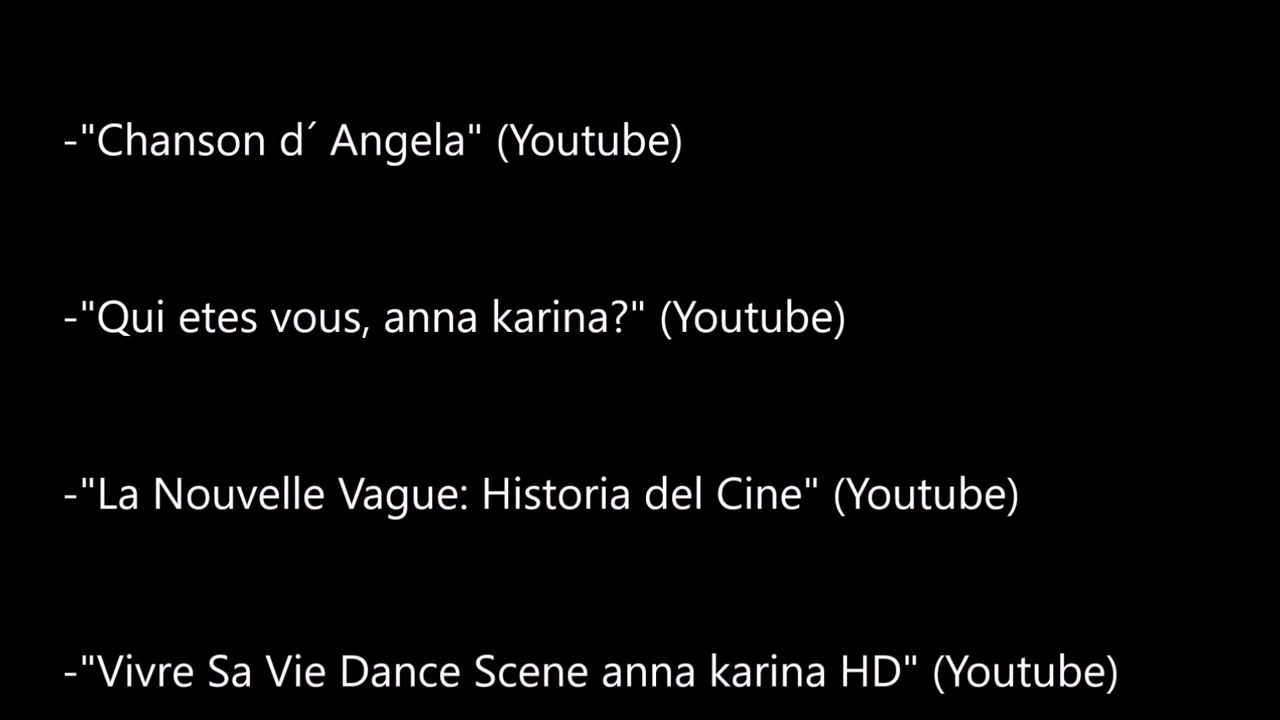 -"Chanson d´ Angela" (Youtube)
-"Qui etes vous, anna karina?" (Youtube)
-"La Nouvelle Vague: Historia del Cine" (Youtube)
-"Vivre Sa Vie Dance Scene anna karina HD" (Youtube)